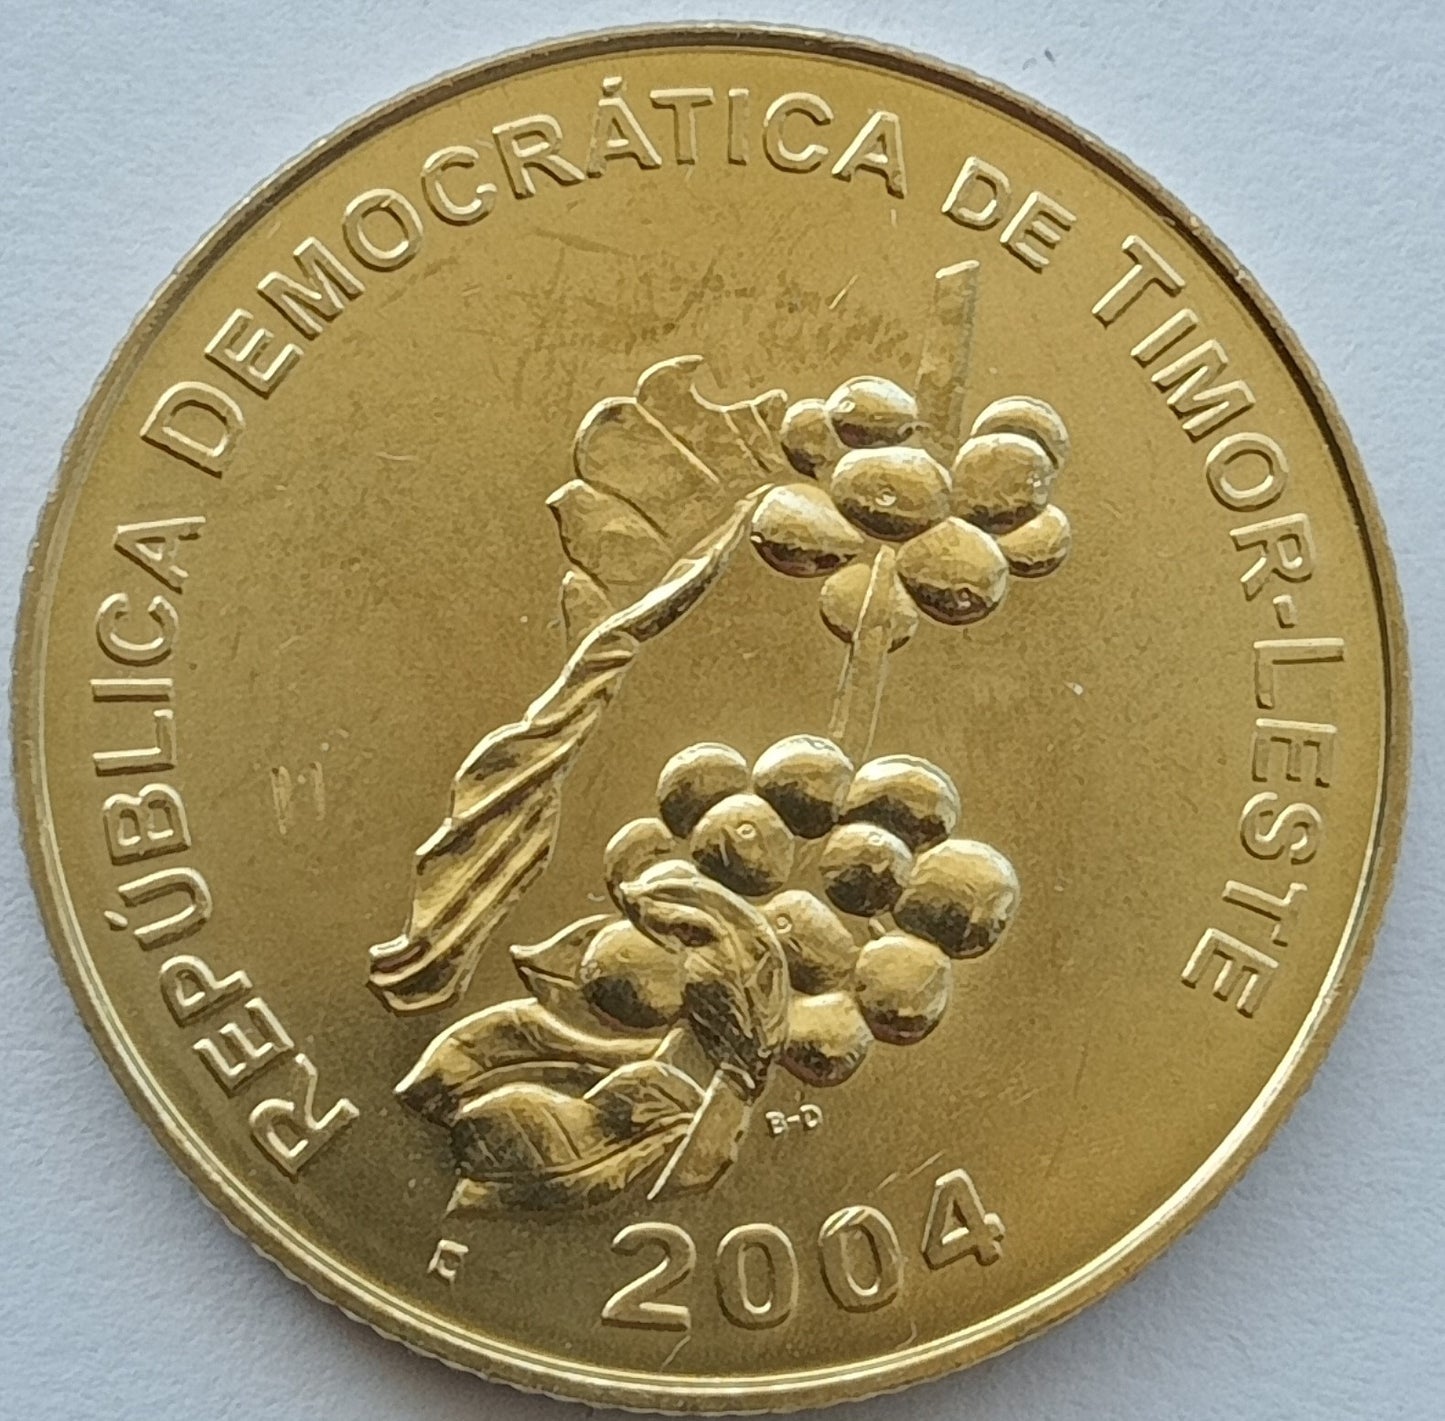 REPÚBLICA DEMOCRÁTICA DE TIMOR-LESTE
B-D
2004